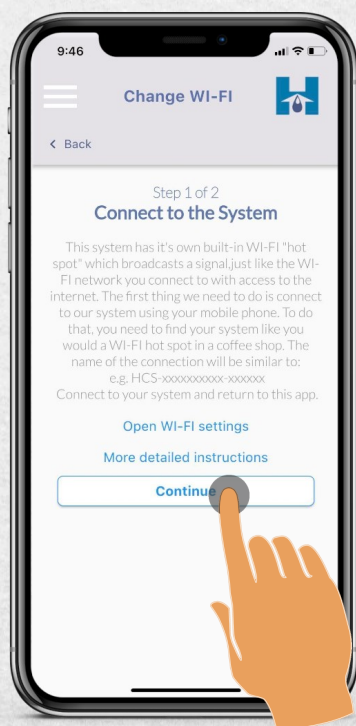 9:46
Change WI-FI
H
< Back
Step 1 of 2
Connect to the System
This system has it's own built-in WI-FI "hot
spot" which broadcasts a signal,just like the WI-
FI network you connect to with access to the
internet. The first thing we need to do is connect
to our system using your mobile phone. To do
that, you need to find your system like you
would a WI-FI hot spot in a coffee shop. The
name of the connection will be similar to:
e.g. HCS-xxxxxxxxxx-xxxxxx
Connect to your system and return to this app.
Open WI-FI settings
More detailed instructions
Continue